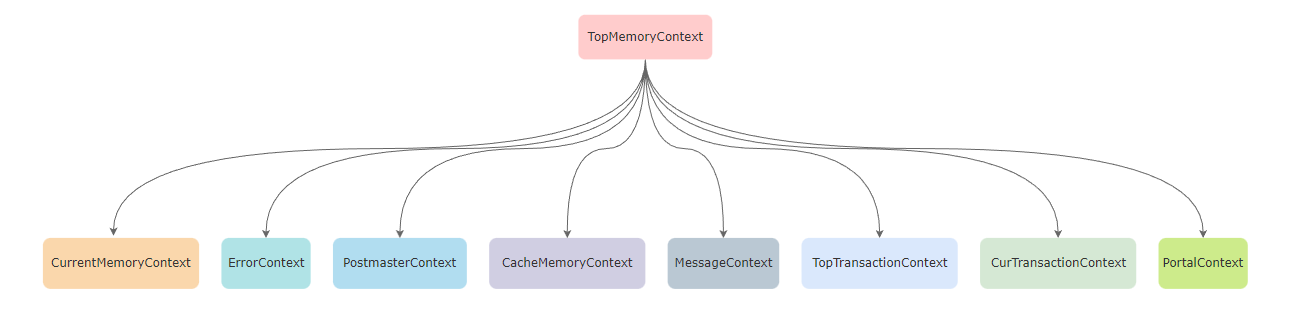 TopMemoryContext
CurrentMemoryContext
ErrorContext
PostmasterContext
CacheMemoryContext
MessageContext
TopTransactionContext
CurTransactionContext
PortalContext